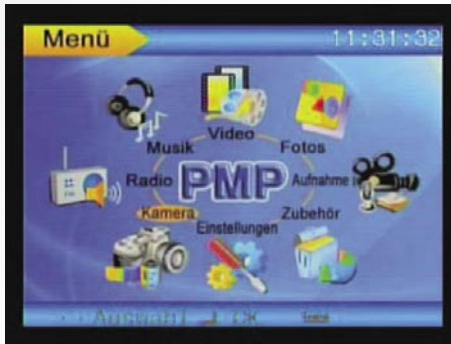 Menü 11:31:32
Video
Musik Fotos
Radio PMP Aufnahme
Kamera Zubehör
Einstellungen
Auswahl OK